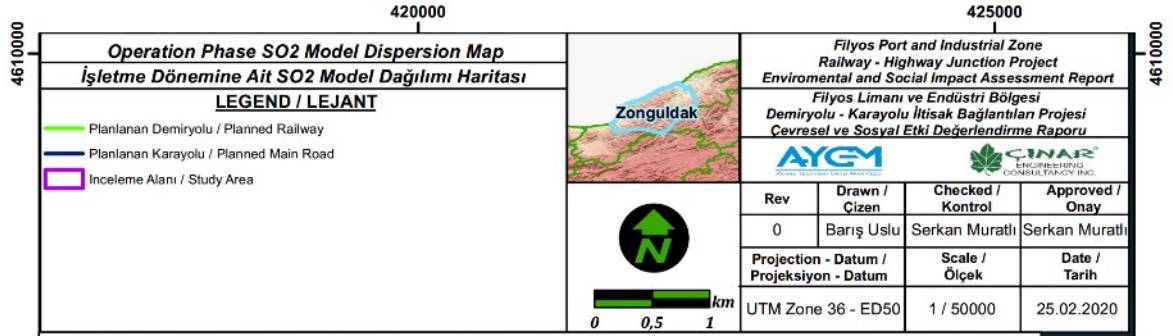 420000
425000
4610000
4610000
Operation Phase SO2 Model Dispersion Map
İşletme Dönemine Ait SO2 Model Dağılımı Haritası
LEGEND / LEJANT
Planlanan Demiryolu / Planned Railway
Planlanan Karayolu / Planned Main Road
İnceleme Alanı / Study Area
Zonguldak
N
km
0 0,5 1
Filyos Port and Industrial Zone
Railway - Highway Junction Project
Enviromental and Social Impact Assessment Report
Filyos Limanı ve Endüstri Bölgesi
Demiryolu - Karayolu İltisak Bağlantıları Projesi
Çevresel ve Sosyal Etki Değerlendirme Raporu
AYGM
ÇINAR
ENGINEERING
CONSULTANCY INC.
Rev
Drawn /
Çizen
Checked /
Kontrol
Approved /
Onay
0
Barış Uslu
Serkan Muratlı
Serkan Muratlı
Projection - Datum /
Projeksiyon - Datum
Scale /
Ölçek
Date /
Tarih
UTM Zone 36 - ED50
1 / 50000
25.02.2020